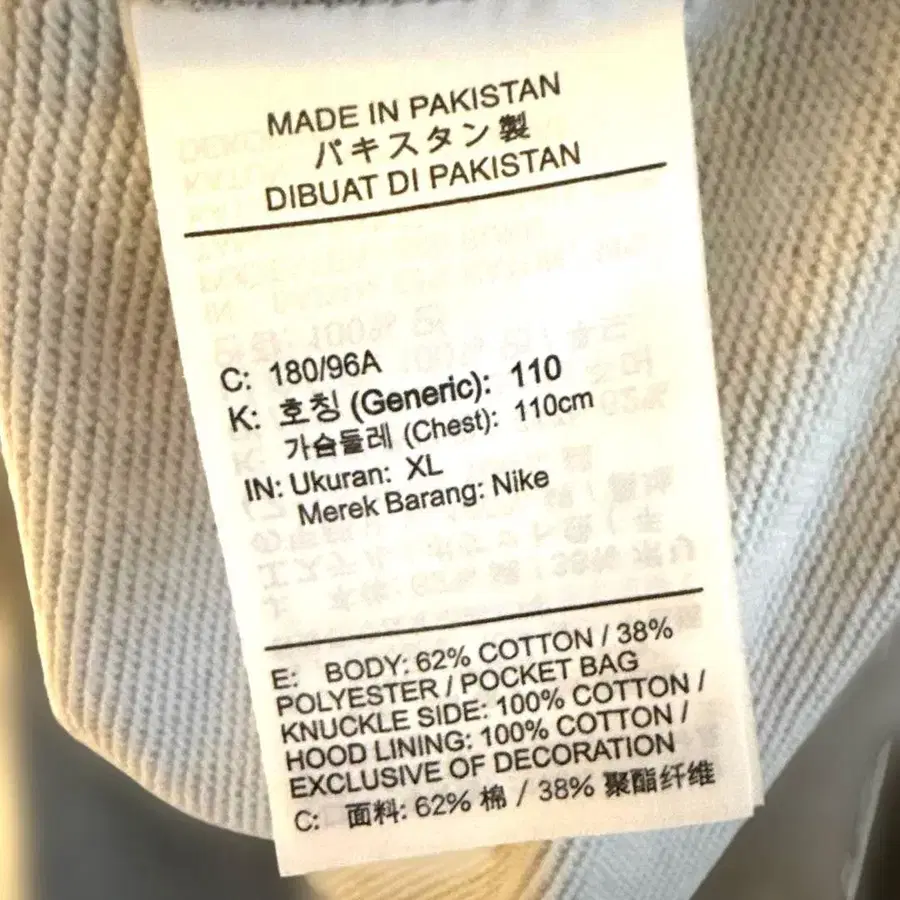 MADE IN PAKISTAN
パキスタン製
DIBUAT DI PAKISTAN
C: 180/96A
K: 호칭 (Generic): 110
가슴둘레 (Chest): 110cm
IN: Ukuran: XL
Merek Barang: Nike
E: BODY: 62% COTTON / 38%
POLYESTER / POCKET BAG
KNUCKLE SIDE: 100% COTTON /
HOOD LINING: 100% COTTON /
EXCLUSIVE OF DECORATION
C: 面料: 62% 棉 / 38% 聚酯纤维